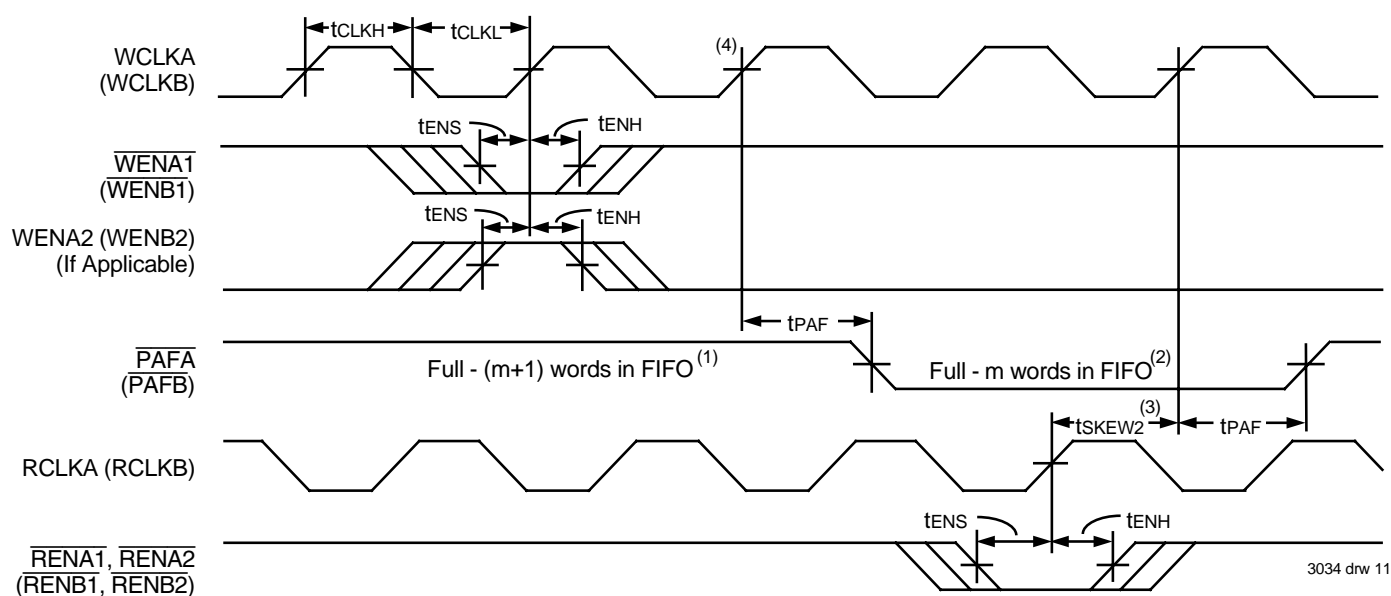 tCLKH
tCLKL
(4)
WCLKA
(WCLKB)
tENS
tENH
WENA1
(WENB1)
tENS
tENH
WENA2 (WENB2)
(If Applicable)
tPAF
PAFA
(PAFB)
Full - (m+1) words in FIFO (1)
Full - m words in FIFO (2)
(3)
tSKEW2
tPAF
RCLKA (RCLKB)
tENS
tENH
RENA1, RENA2
(RENB1, RENB2)
3034 drw 11